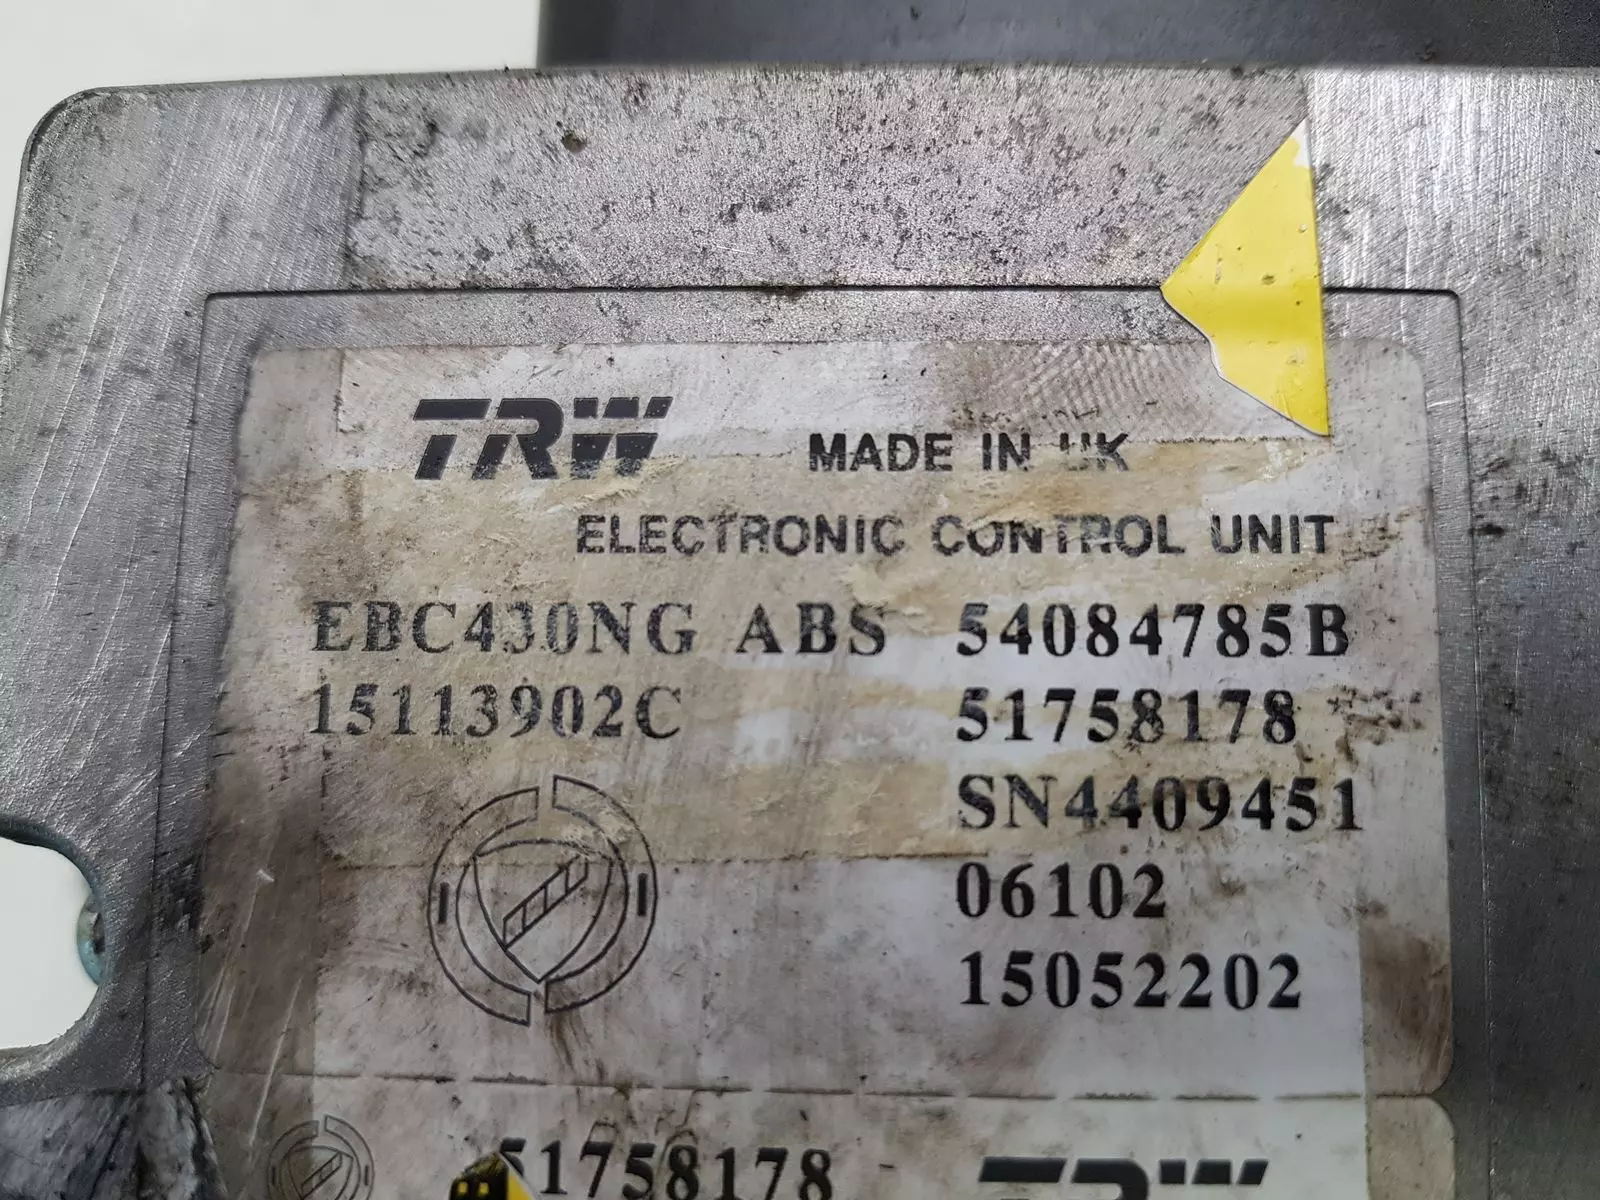 TRW MADE IN UK
ELECTRONIC CONTROL UNIT
EBC430NG ABS 54084785B
15113902C 51758178
SN4409451
06102
15052202
51758178 TRW